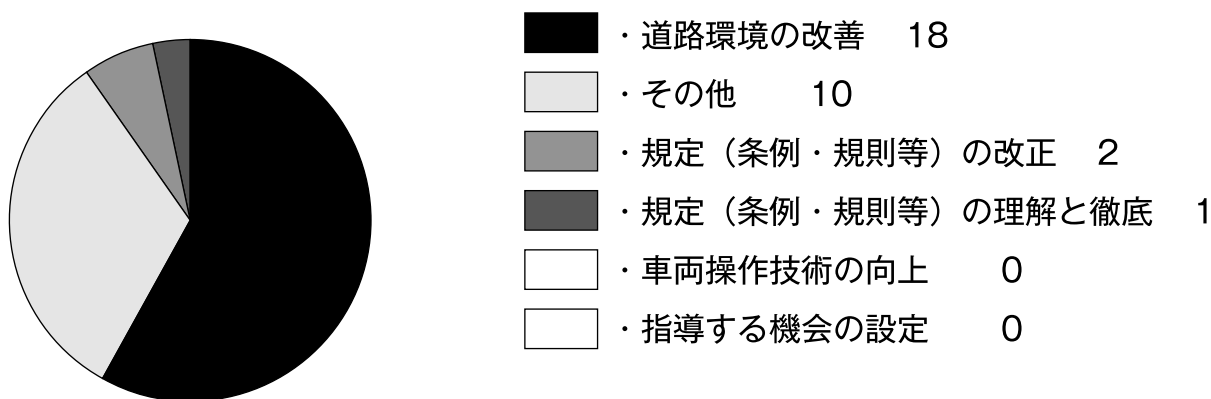 ・道路環境の改善　18
・その他　10
・規定（条例・規則等）の改正　2
・規定（条例・規則等）の理解と徹底　1
・車両操作技術の向上　0
・指導する機会の設定　0